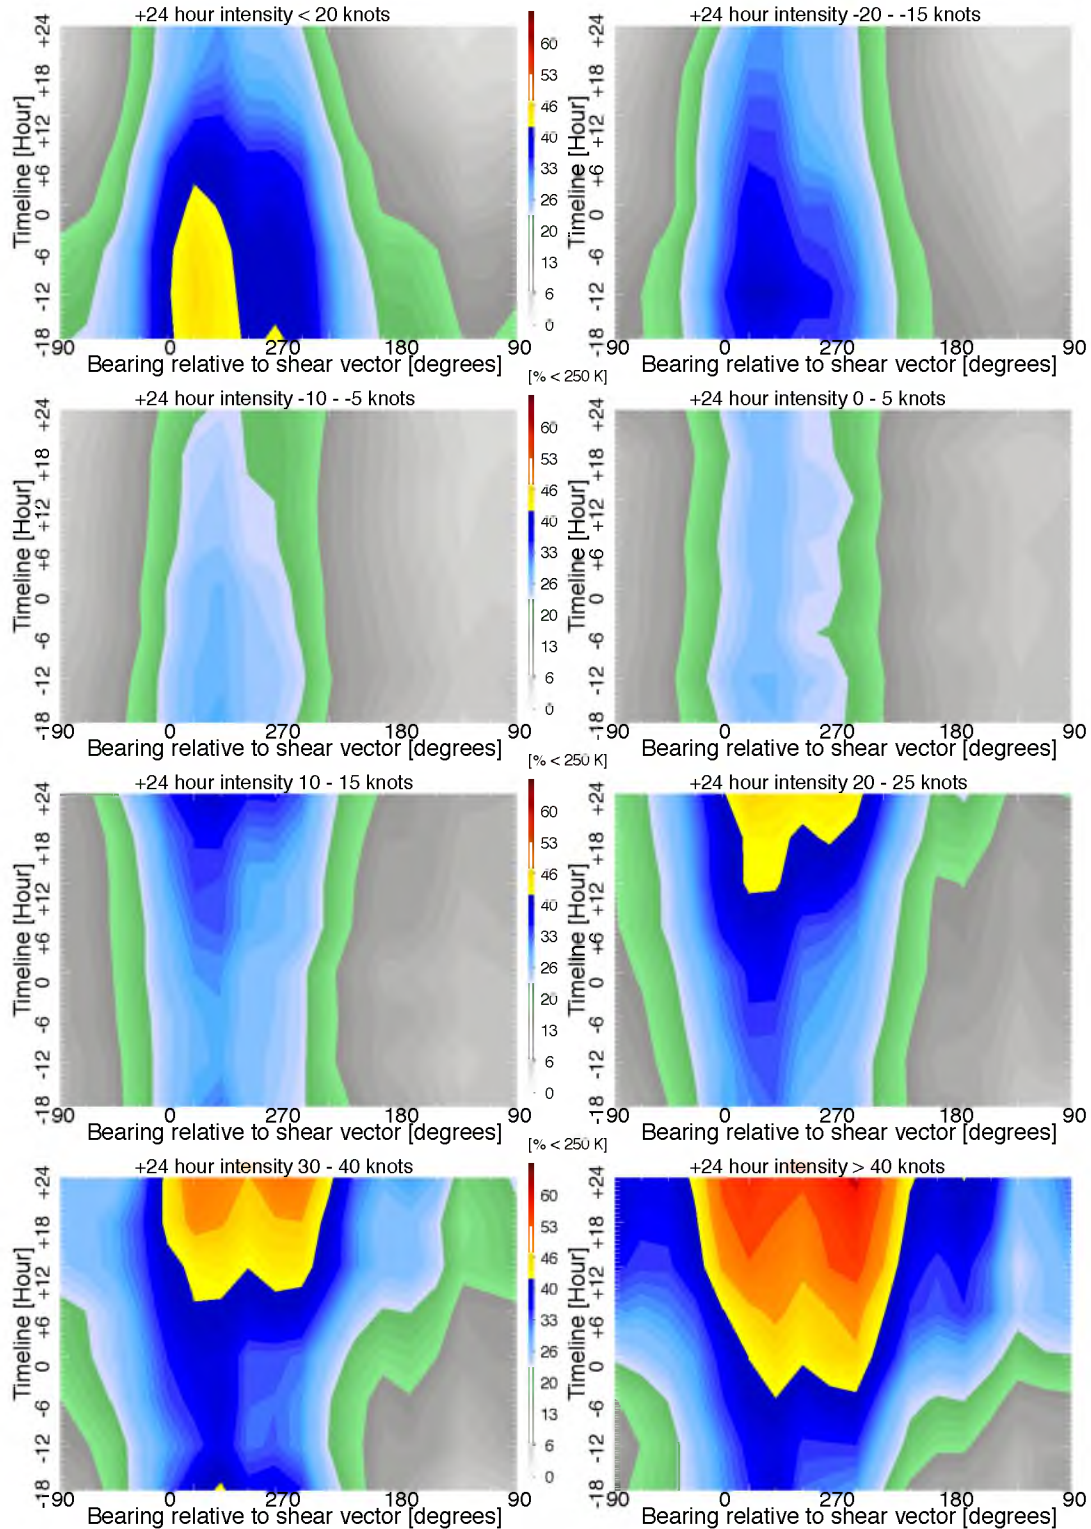 +24 hour intensity < 20 knots
+24 hour intensity -20 - -15 knots
Timeline [Hour]
+24
+18
+12
+6
0
-6
-12
-18
-90 0 270 180 90
Bearing relative to shear vector [degrees]
60
53
46
40
33
26
20
13
6
0
[% < 250 K]
Timeline [Hour]
+24
+18
+12
+6
0
-6
-12
-18
-90 0 270 180 90
Bearing relative to shear vector [degrees]
+24 hour intensity -10 - -5 knots
+24 hour intensity 0 - 5 knots
Timeline [Hour]
+24
+18
+12
+6
0
-6
-12
-18
-90 0 270 180 90
Bearing relative to shear vector [degrees]
60
53
46
40
33
26
20
13
6
0
[% < 250 K]
Timeline [Hour]
+24
+18
+12
+6
0
-6
-12
-18
-90 0 270 180 90
Bearing relative to shear vector [degrees]
+24 hour intensity 10 - 15 knots
+24 hour intensity 20 - 25 knots
Timeline [Hour]
+24
+18
+12
+6
0
-6
-12
-18
-90 0 270 180 90
Bearing relative to shear vector [degrees]
60
53
46
40
33
26
20
13
6
0
[% < 250 K]
Timeline [Hour]
+24
+18
+12
+6
0
-6
-12
-18
-90 0 270 180 90
Bearing relative to shear vector [degrees]
+24 hour intensity 30 - 40 knots
+24 hour intensity > 40 knots
Timeline [Hour]
+24
+18
+12
+6
0
-6
-12
-18
-90 0 270 180 90
Bearing relative to shear vector [degrees]
60
53
46
40
33
26
20
13
6
0
Timeline [Hour]
+24
+18
+12
+6
0
-6
-12
-18
-90 0 270 180 90
Bearing relative to shear vector [degrees]